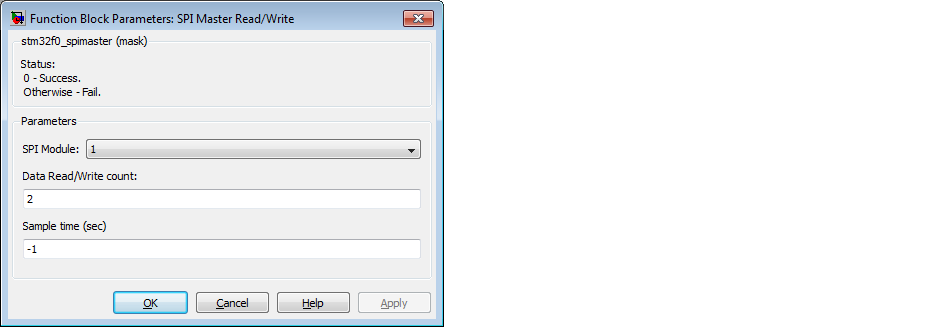 Function Block Parameters: SPI Master Read/Write
stm32f0_spimaster (mask)
Status:
0 - Success.
Otherwise - Fail.
Parameters
SPI Module: 1
Data Read/Write count:
2
Sample time (sec)
-1
OK Cancel Help Apply